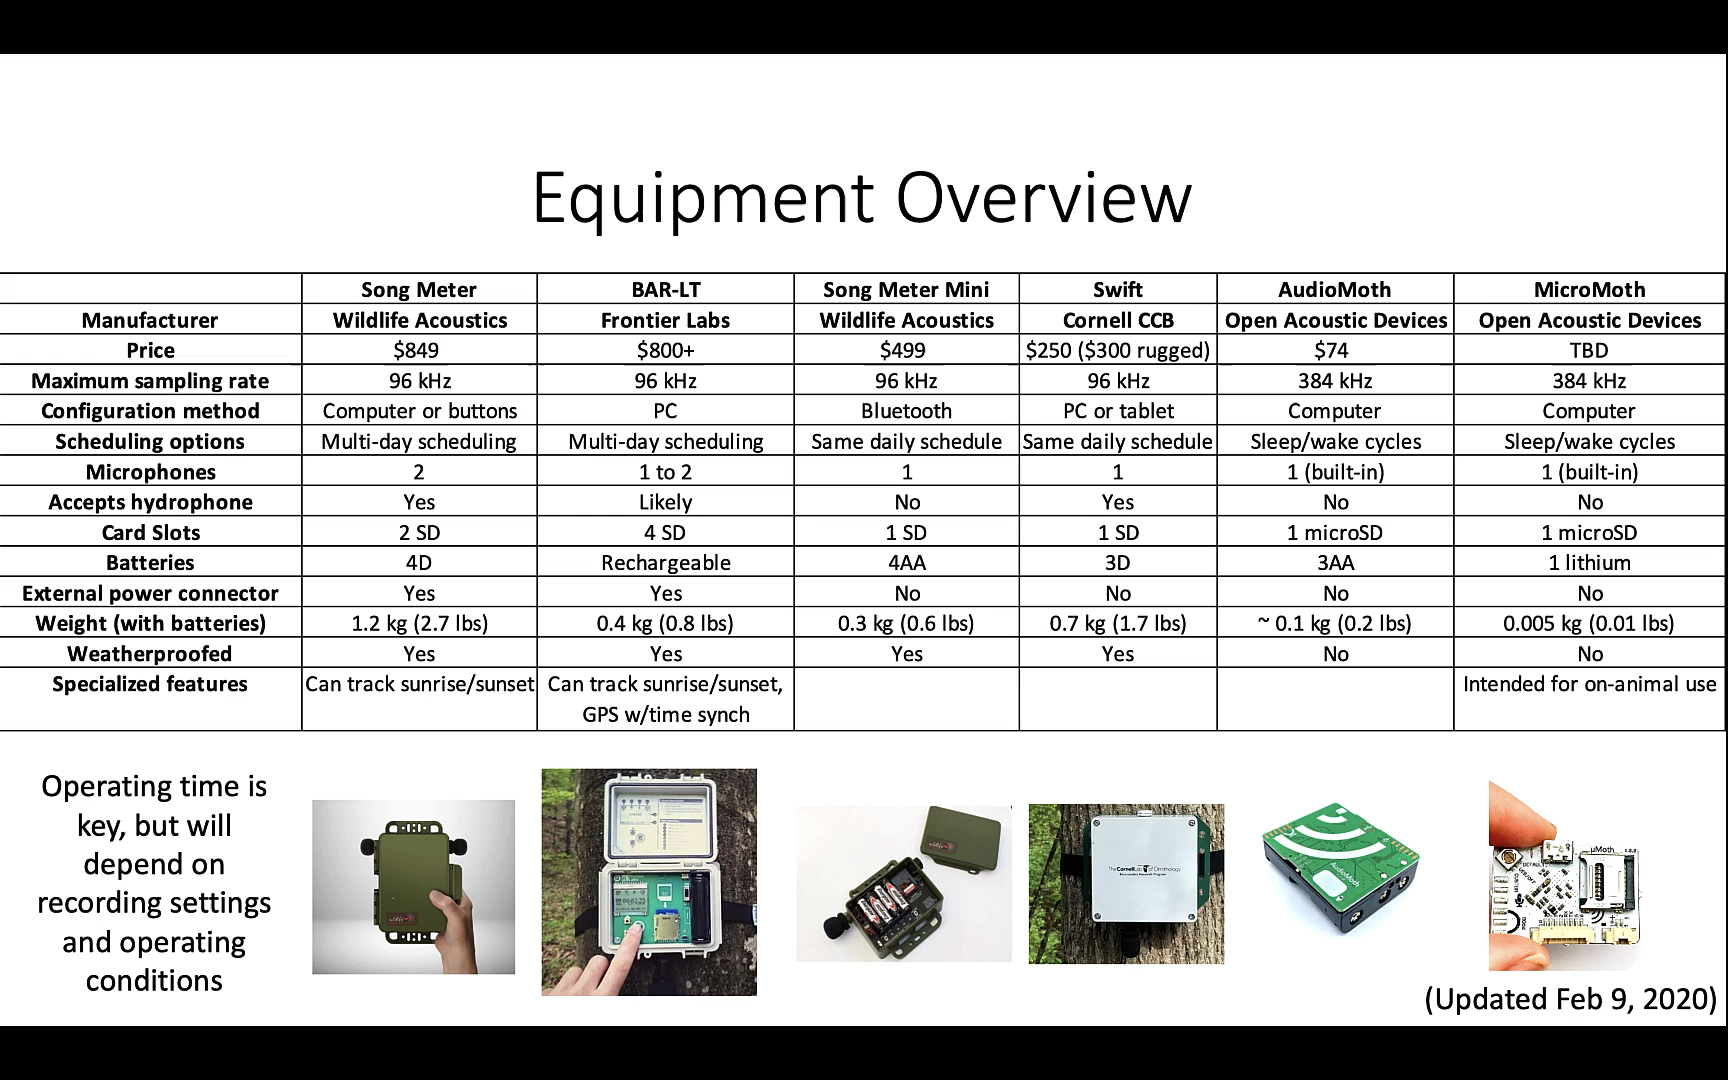 Equipment Overview
Song Meter BAR-LT Song Meter Mini Swift AudioMoth MicroMoth
Manufacturer Wildlife Acoustics Frontier Labs Wildlife Acoustics Cornell CCB Open Acoustic Devices Open Acoustic Devices
Price $849 $800+ $499 $250 ($300 rugged) $74 TBD
Maximum sampling rate 96 kHz 96 kHz 96 kHz 96 kHz 384 kHz 384 kHz
Configuration method Computer or buttons PC Bluetooth PC or tablet Computer Computer
Scheduling options Multi-day scheduling Multi-day scheduling Same daily schedule Same daily schedule Sleep/wake cycles Sleep/wake cycles
Microphones 2 1 to 2 1 1 1 (built-in) 1 (built-in)
Accepts hydrophone Yes Likely No Yes No No
Card Slots 2 SD 4 SD 1 SD 1 SD 1 microSD 1 microSD
Batteries 4D Rechargeable 4AA 3D 3AA 1 lithium
External power connector Yes Yes No No No No
Weight (with batteries) 1.2 kg (2.7 lbs) 0.4 kg (0.8 lbs) 0.3 kg (0.6 lbs) 0.7 kg (1.7 lbs) ~ 0.1 kg (0.2 lbs) 0.005 kg (0.01 lbs)
Weatherproofed Yes Yes Yes Yes No No
Specialized features Can track sunrise/sunset Can track sunrise/sunset, Intended for on-animal use
GPS w/time synch
Operating time is
key, but will
depend on
recording settings
and operating
conditions
The CornellLab of Ornithology
AudioMoth
µMoth
(Updated Feb 9, 2020)